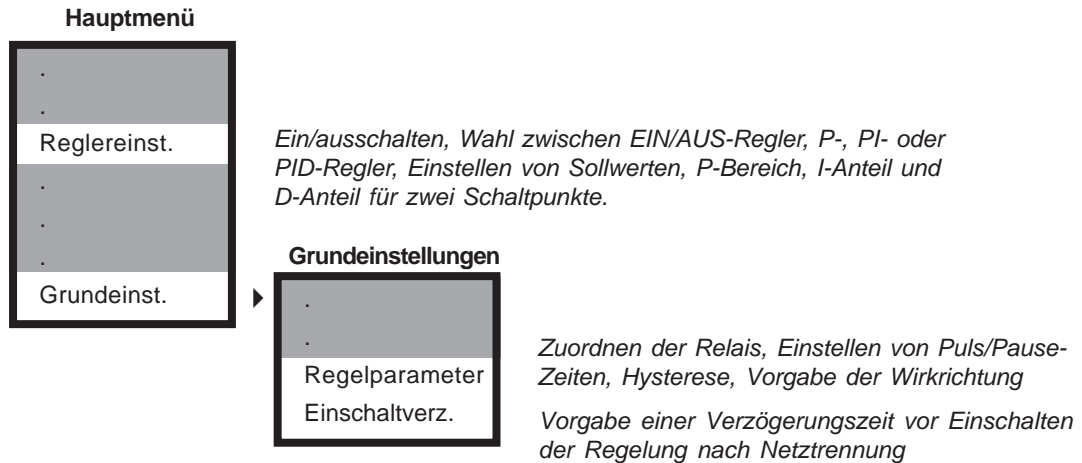 Hauptmenü
.
.
Reglereinst.
Ein/ausschalten, Wahl zwischen EIN/AUS-Regler, P-, PI- oder
PID-Regler, Einstellen von Sollwerten, P-Bereich, I-Anteil und
D-Anteil für zwei Schaltpunkte.
.
.
.
Grundeinst.
Grundeinstellungen
.
.
Regelparameter
Zuordnen der Relais, Einstellen von Puls/Pause-
Zeiten, Hysterese, Vorgabe der Wirkrichtung
Einschaltverz.
Vorgabe einer Verzögerungszeit vor Einschalten
der Regelung nach Netztrennung